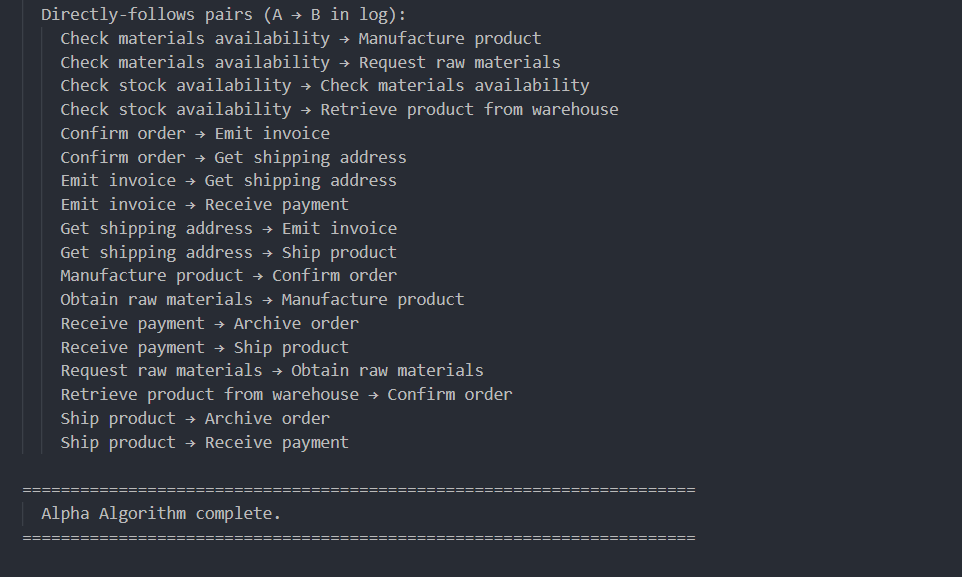 Directly-follows pairs (A → B in log):
Check materials availability → Manufacture product
Check materials availability → Request raw materials
Check stock availability → Check materials availability
Check stock availability → Retrieve product from warehouse
Confirm order → Emit invoice
Confirm order → Get shipping address
Emit invoice → Get shipping address
Emit invoice → Receive payment
Get shipping address → Emit invoice
Get shipping address → Ship product
Manufacture product → Confirm order
Obtain raw materials → Manufacture product
Receive payment → Archive order
Receive payment → Ship product
Request raw materials → Obtain raw materials
Retrieve product from warehouse → Confirm order
Ship product → Archive order
Ship product → Receive payment
======================================================================
Alpha Algorithm complete.
======================================================================